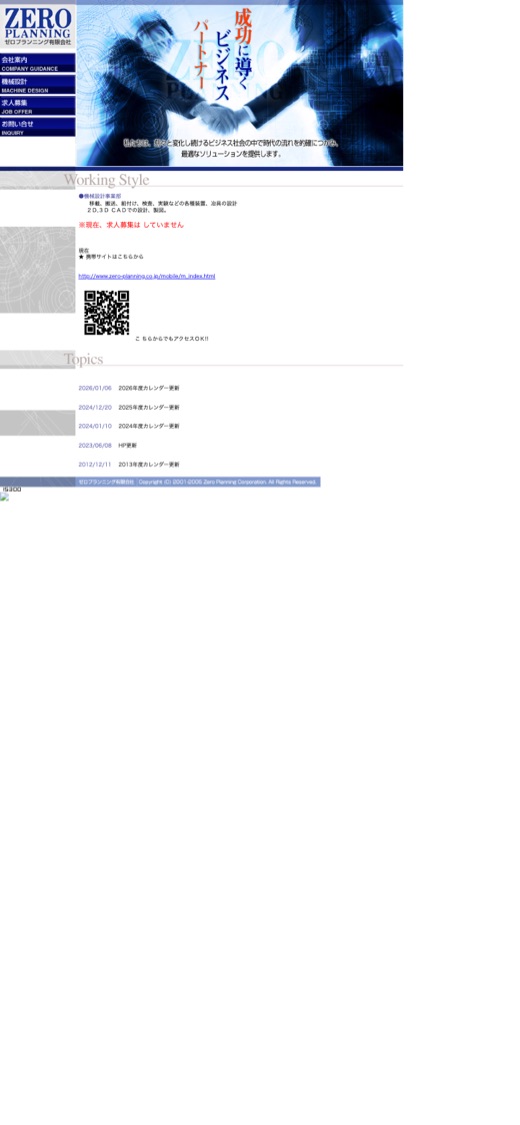 ZERO
PLANNING
ゼロプランニング有限会社
会社案内
COMPANY GUIDANCE
機械設計
MACHINE DESIGN
求人募集
JOB OFFER
お問い合せ
INQUIRY
成功に導く
ビジネス
パートナー
私たちは、刻々と変化し続けるビジネス社会の中で時代の流れを的確につかみ、
最適なソリューションを提供します。
Working Style
●機械設計事業部
移載、搬送、組付け、検査、実験などの各種装置、冶具の設計
2D,3D CADでの設計、製図。
※現在、求人募集は していません
現在
★ 携帯サイトはこちらから
http://www.zero-planning.co.jp/mobile/m_index.html
こ ちらからでもアクセスOK!!
Topics
2026/01/06 2026年度カレンダー更新
2024/12/20 2025年度カレンダー更新
2024/01/10 2024年度カレンダー更新
2023/06/08 HP更新
2012/12/11 2013年度カレンダー更新
ゼロプランニング有限会社 Copyright (C) 2001-2005 Zero Planning Corporation. All Rights Reserved.